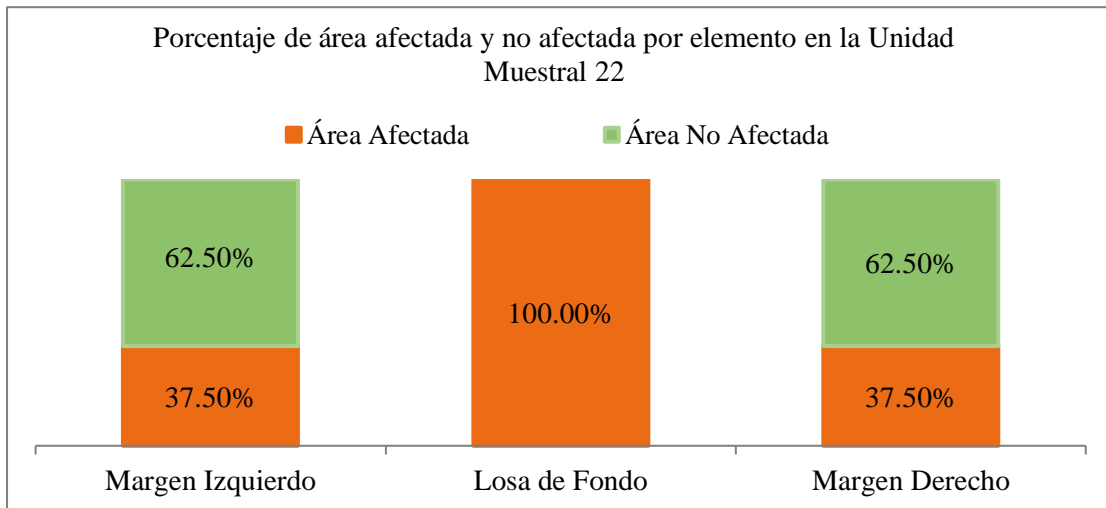 Porcentaje de área afectada y no afectada por elemento en la Unidad
Muestral 22
Área Afectada
Área No Afectada
62.50%
100.00%
62.50%
37.50%
37.50%
Margen Izquierdo
Losa de Fondo
Margen Derecho